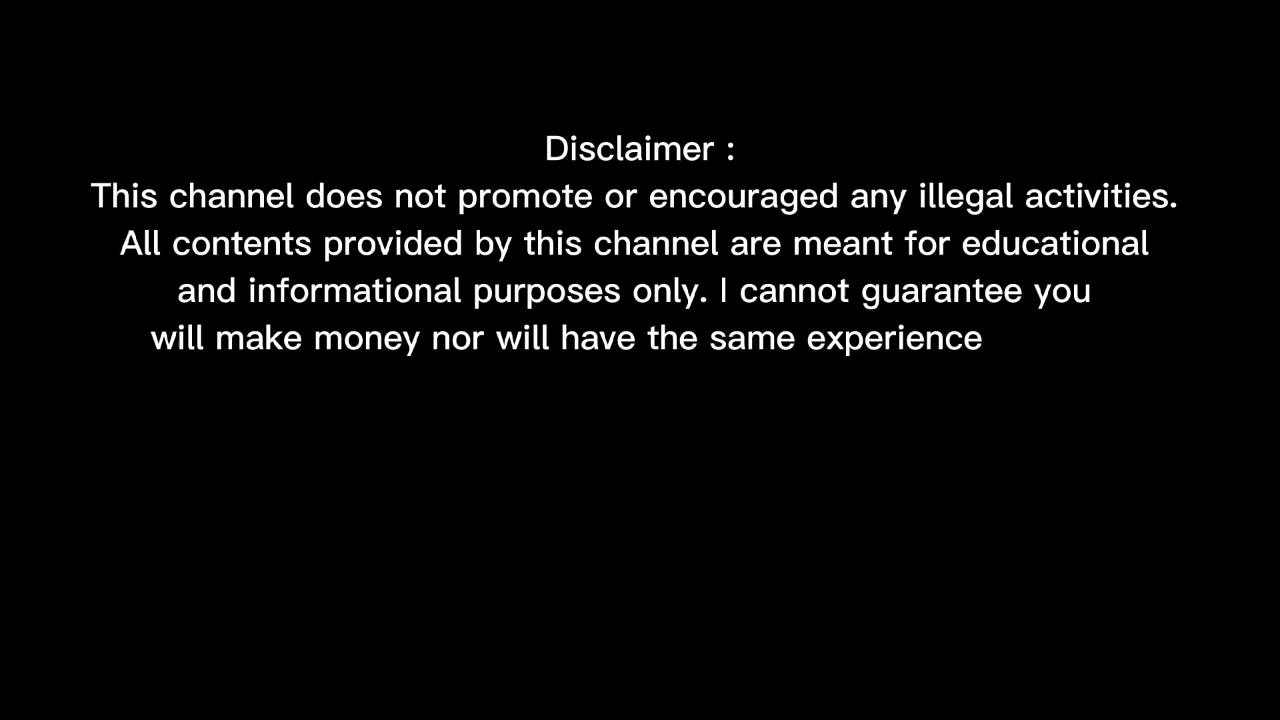 Disclaimer :
This channel does not promote or encouraged any illegal activities.
All contents provided by this channel are meant for educational
and informational purposes only. I cannot guarantee you
will make money nor will have the same experience